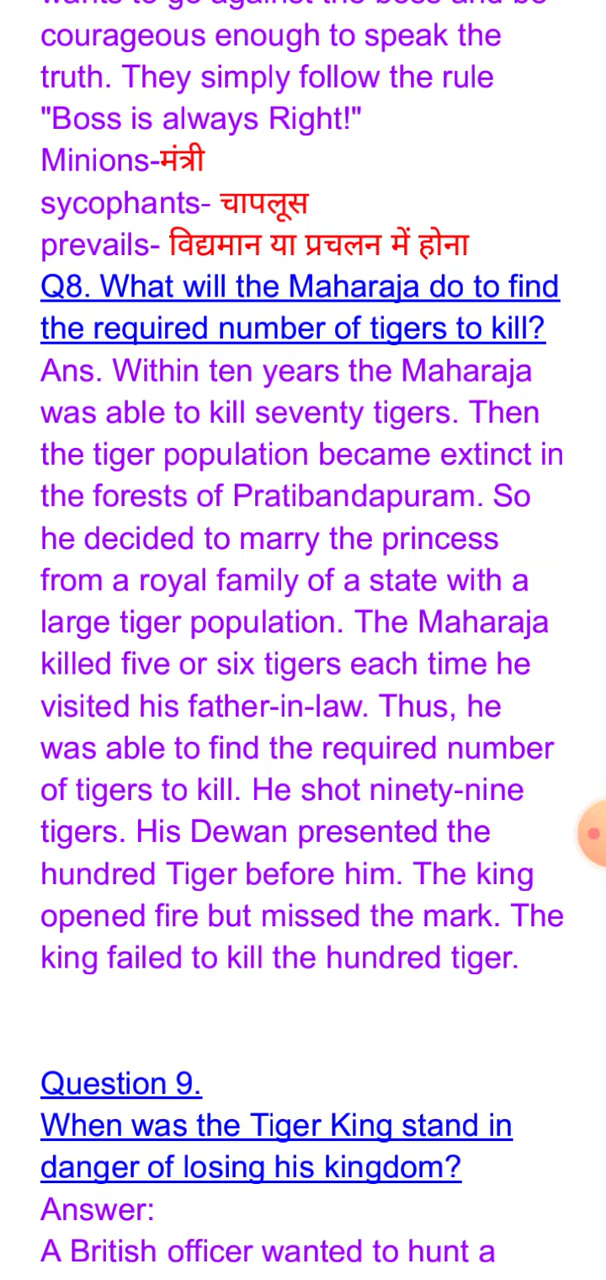 courageous enough to speak the
truth. They simply follow the rule
"Boss is always Right!"
Minions-मंत्री
sycophants- चापलूस
prevails- विद्यमान या प्रचलन में होना
Q8. What will the Maharaja do to find
the required number of tigers to kill?
Ans. Within ten years the Maharaja
was able to kill seventy tigers. Then
the tiger population became extinct in
the forests of Pratibandapuram. So
he decided to marry the princess
from a royal family of a state with a
large tiger population. The Maharaja
killed five or six tigers each time he
visited his father-in-law. Thus, he
was able to find the required number
of tigers to kill. He shot ninety-nine
tigers. His Dewan presented the
hundred Tiger before him. The king
opened fire but missed the mark. The
king failed to kill the hundred tiger.
Question 9.
When was the Tiger King stand in
danger of losing his kingdom?
Answer:
A British officer wanted to hunt a